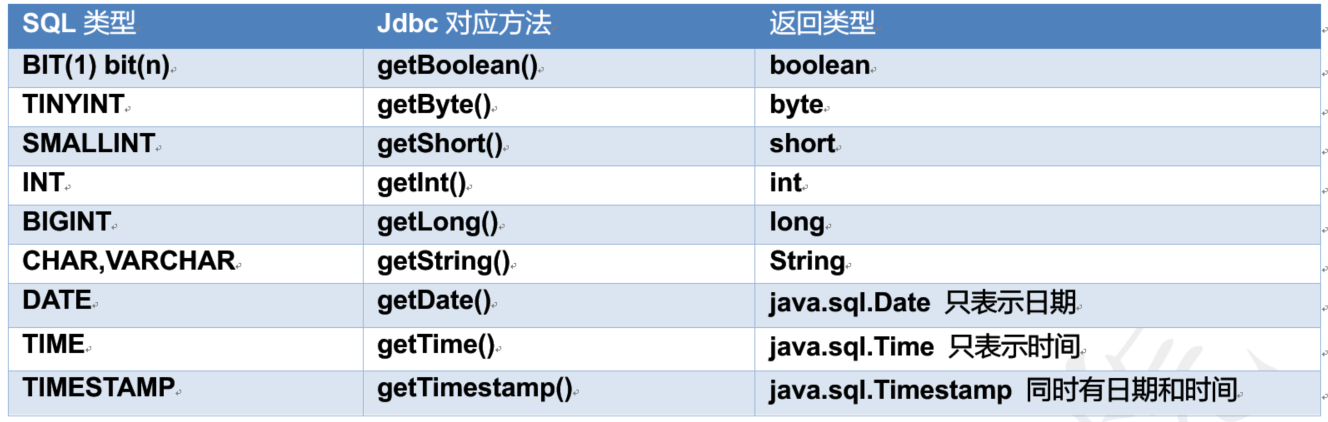 SQL 类型 Jdbc 对应方法 返回类型
BIT(1) bit(n) getBoolean() boolean
TINYINT getByte() byte
SMALLINT getShort() short
INT getInt() int
BIGINT getLong() long
CHAR,VARCHAR getString() String
DATE getDate() java.sql.Date 只表示日期
TIME getTime() java.sql.Time 只表示时间
TIMESTAMP getTimestamp() java.sql.Timestamp 同时有日期和时间